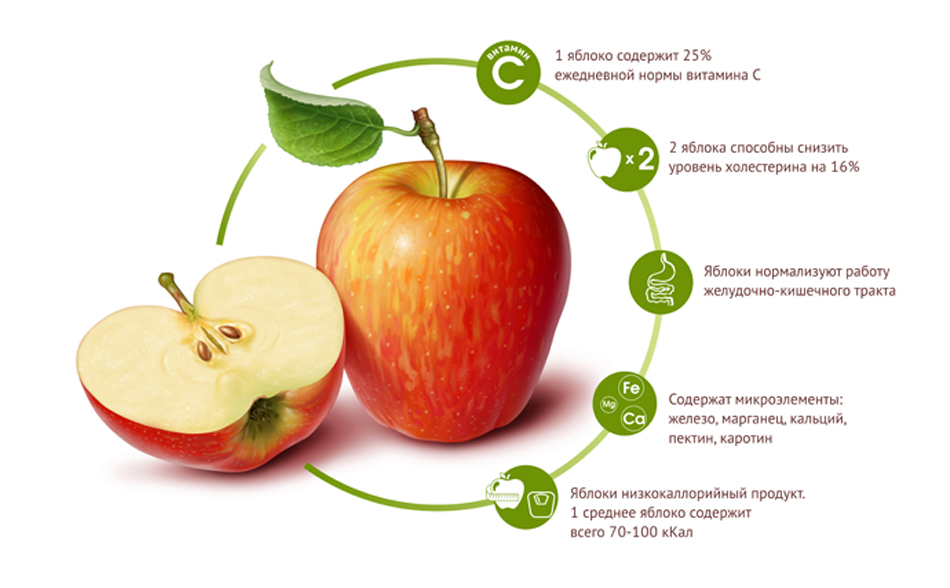 витамин
C
1 яблоко содержит 25%
ежедневной нормы витамина С
x 2
2 яблока способны снизить
уровень холестерина на 16%
Яблоки нормализуют работу
желудочно-кишечного тракта
Fe
Mg
Ca
Содержат микроэлементы:
железо, марганец, кальций,
пектин, каротин
Яблоки низкокаллорийный продукт.
1 среднее яблоко содержит
всего 70-100 кКал